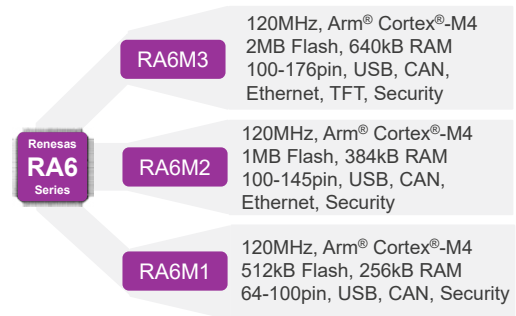 Renesas
RA6
Series
RA6M3
120MHz, Arm® Cortex®-M4
2MB Flash, 640kB RAM
100-176pin, USB, CAN,
Ethernet, TFT, Security
RA6M2
120MHz, Arm® Cortex®-M4
1MB Flash, 384kB RAM
100-145pin, USB, CAN,
Ethernet, Security
RA6M1
120MHz, Arm® Cortex®-M4
512kB Flash, 256kB RAM
64-100pin, USB, CAN, Security